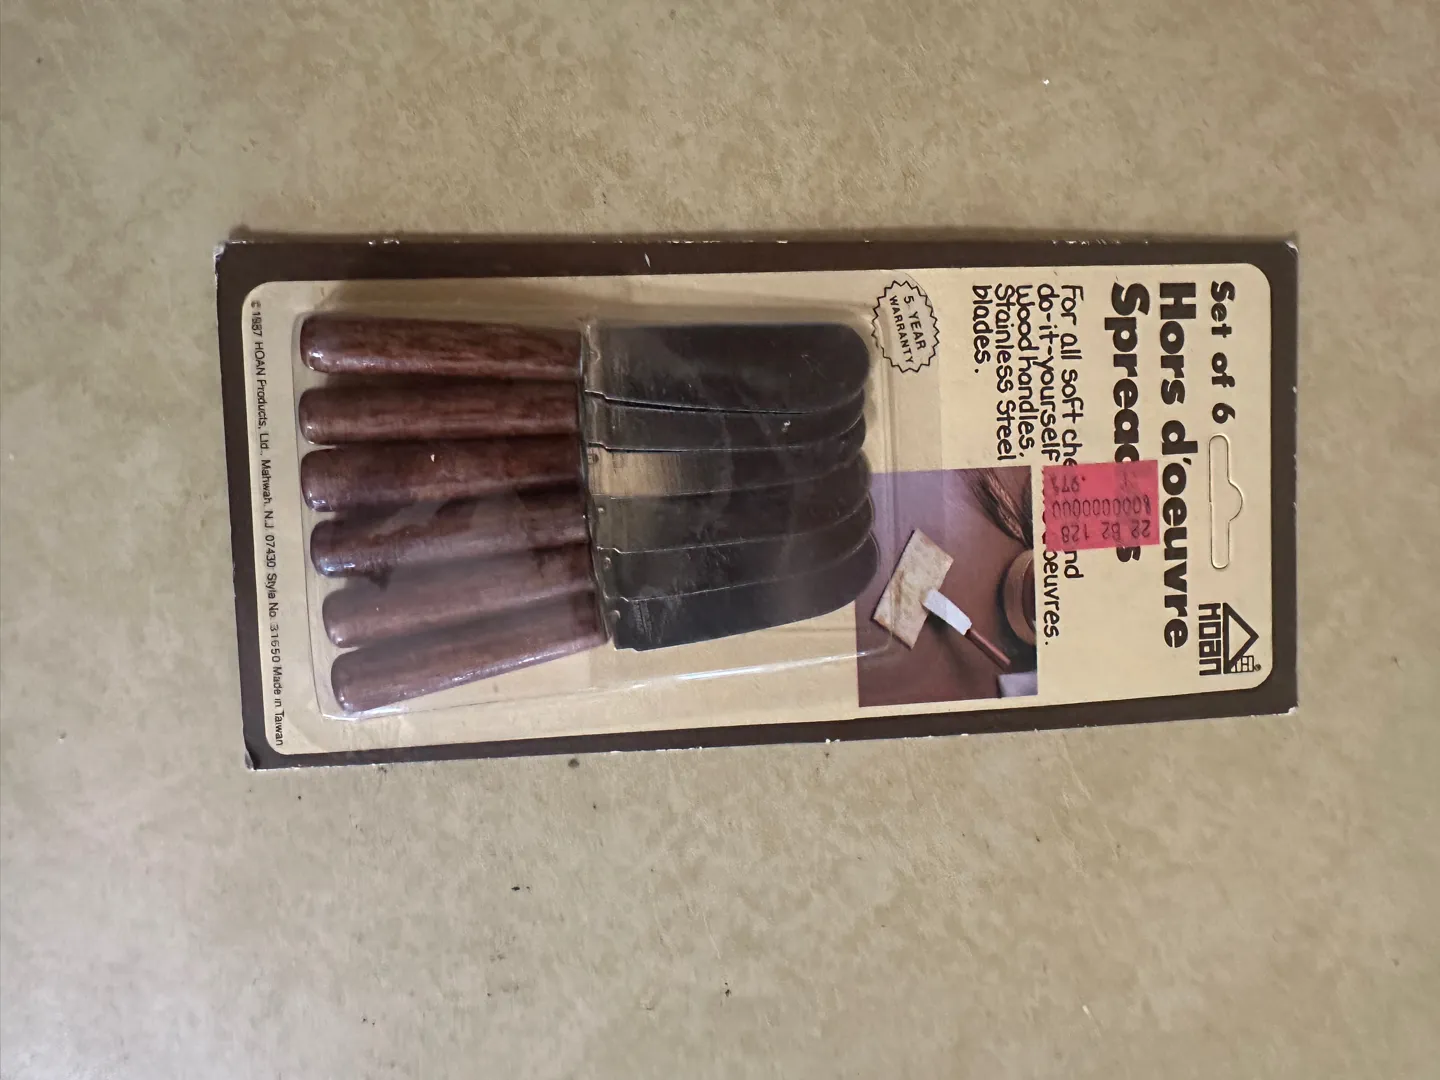 Set of 6
Hors d'oeuvre
Sprea s
HOAN
For all soft che nd
do-it-yourself oeuvres.
Wood handles,
Stainless Steel
blades.
22 82 128
.97
5 YEAR
WARRANTY
© 1987 HOAN Products, Ltd., Mahwah, N.J. 07430 Style No. 31650 Made in Taiwan